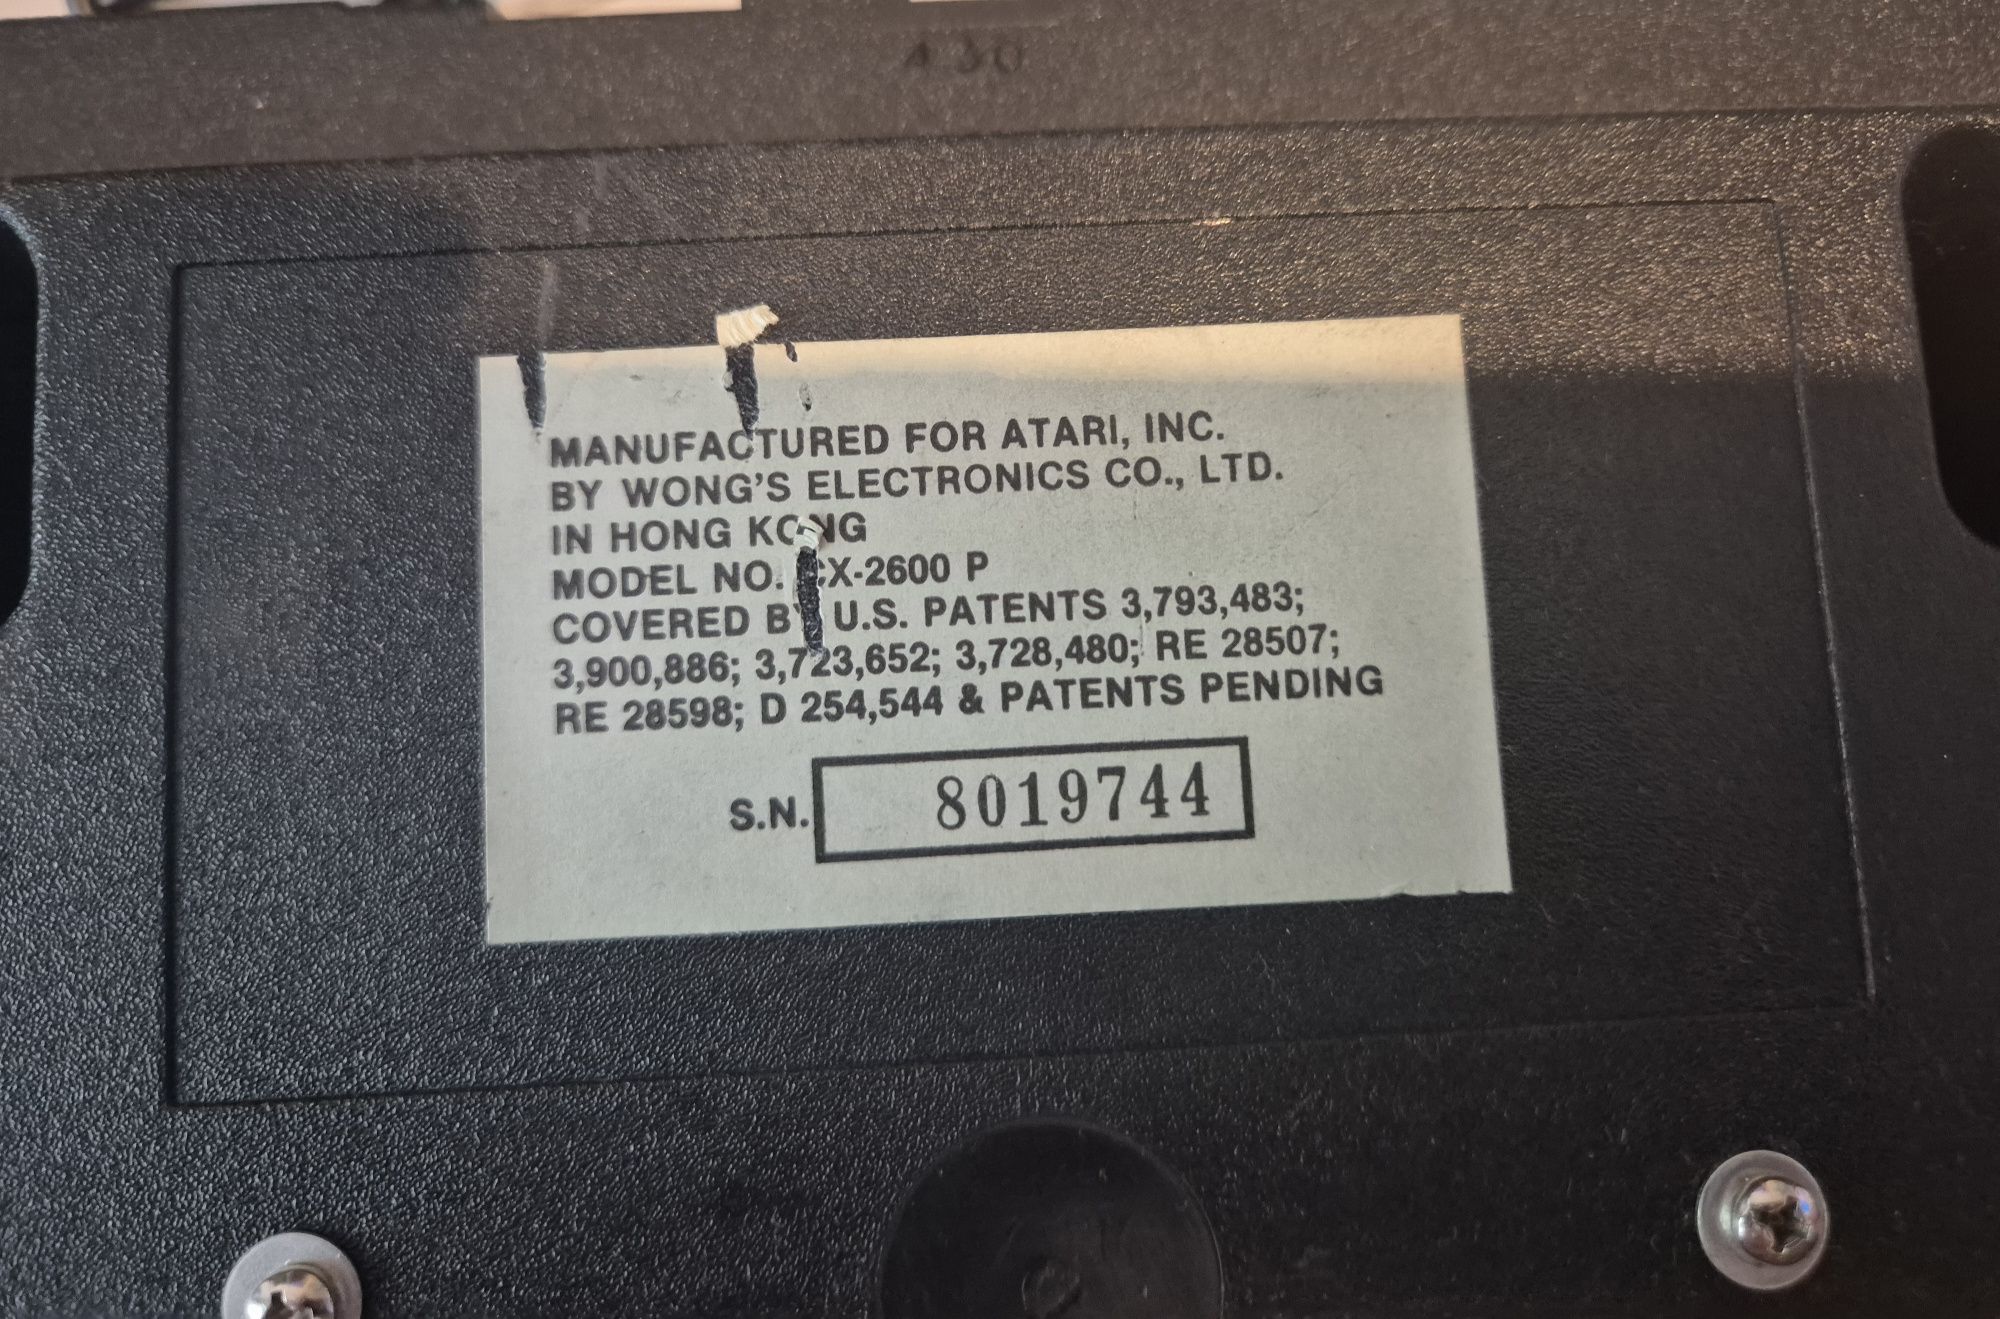 MANUFACTURED FOR ATARI, INC.
BY WONG'S ELECTRONICS CO., LTD.
IN HONG KONG
MODEL NO. CX-2600 P
COVERED BY U.S. PATENTS 3,793,483;
3,900,886; 3,723,652; 3,728,480; RE 28507;
RE 28598; D 254,544 & PATENTS PENDING
S.N. 8019744